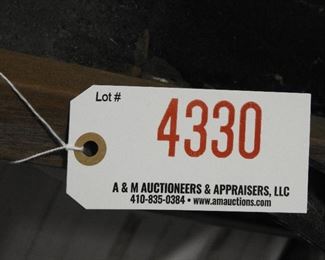 Lot #
4330
A & M AUCTIONEERS & APPRAISERS, LLC
410-835-0384 • www.amauctions.com